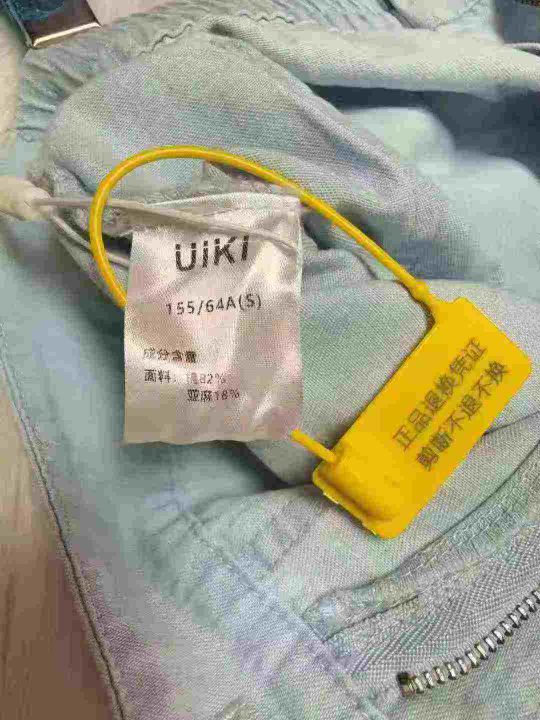 UiKi
155/64A(S)
成分含量
面料: 82%
亚麻18%
正品退换凭证
剪断不退不换